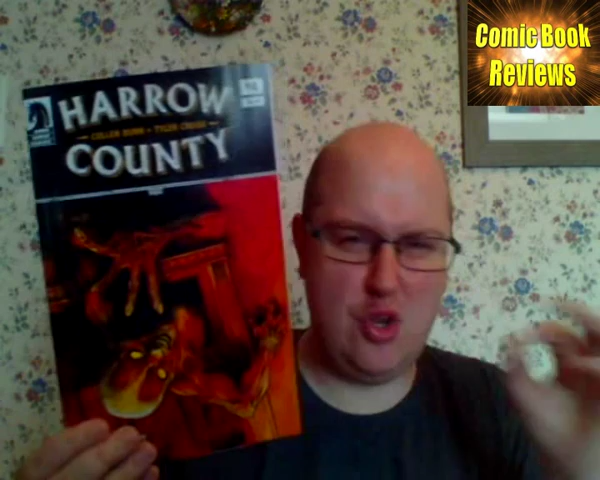 Comic Book
Reviews
HARROW
CULLEN BUNN • TYLER CROOK
COUNTY